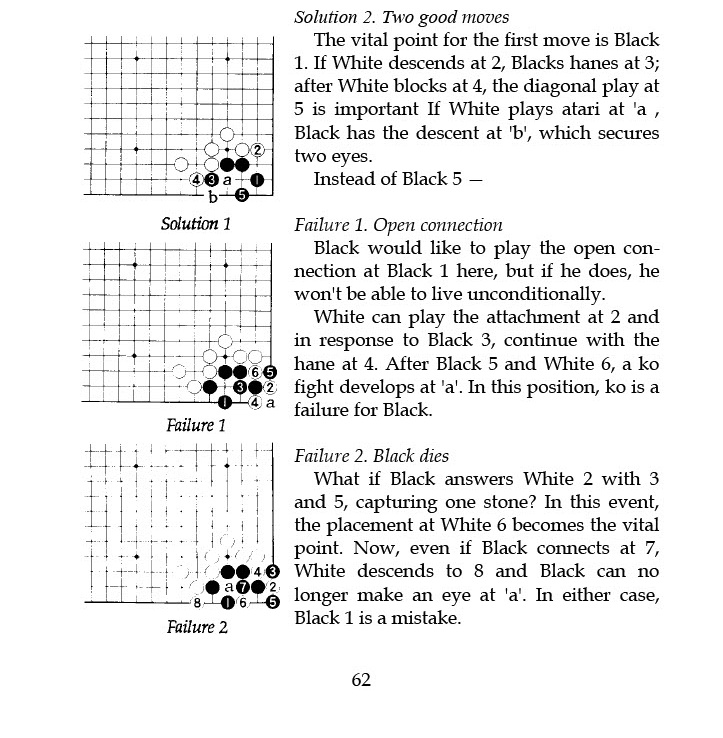 Solution 2. Two good moves
The vital point for the first move is Black
1. If White descends at 2, Blacks hanes at 3;
after White blocks at 4, the diagonal play at
5 is important If White plays atari at 'a ,
Black has the descent at 'b', which secures
two eyes.
Instead of Black 5 —
2
4 3 a 1
b 5
Solution 1
Failure 1. Open connection
Black would like to play the open con-
nection at Black 1 here, but if he does, he
won't be able to live unconditionally.
White can play the attachment at 2 and
in response to Black 3, continue with the
hane at 4. After Black 5 and White 6, a ko
fight develops at 'a'. In this position, ko is a
failure for Black.
6 5
3 2
1 4 a
Failure 1
Failure 2. Black dies
What if Black answers White 2 with 3
and 5, capturing one stone? In this event,
the placement at White 6 becomes the vital
point. Now, even if Black connects at 7,
White descends to 8 and Black can no
longer make an eye at 'a'. In either case,
Black 1 is a mistake.
4 3
a 7 2
8 1 6 5
Failure 2
62